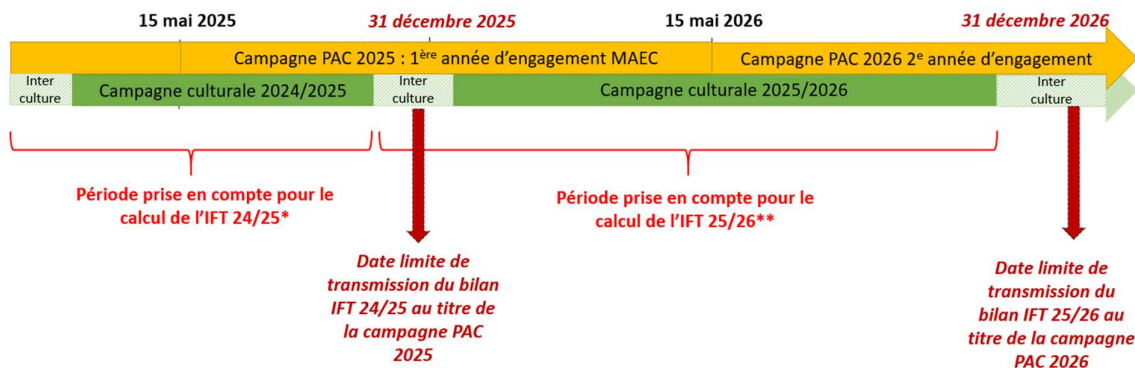 15 mai 2025
31 décembre 2025
15 mai 2026
31 décembre 2026
Campagne PAC 2025 : 1ère année d'engagement MAEC
Campagne PAC 2026 2e année d'engagement
Inter
culture
Campagne culturale 2024/2025
Inter
culture
Campagne culturale 2025/2026
Inter
culture
Période prise en compte pour le
calcul de l'IFT 24/25*
Période prise en compte pour le
calcul de l'IFT 25/26**
Date limite de
transmission du bilan
IFT 24/25 au titre de
la campagne PAC
2025
Date limite de
transmission du
bilan IFT 25/26 au
titre de la campagne
PAC 2026